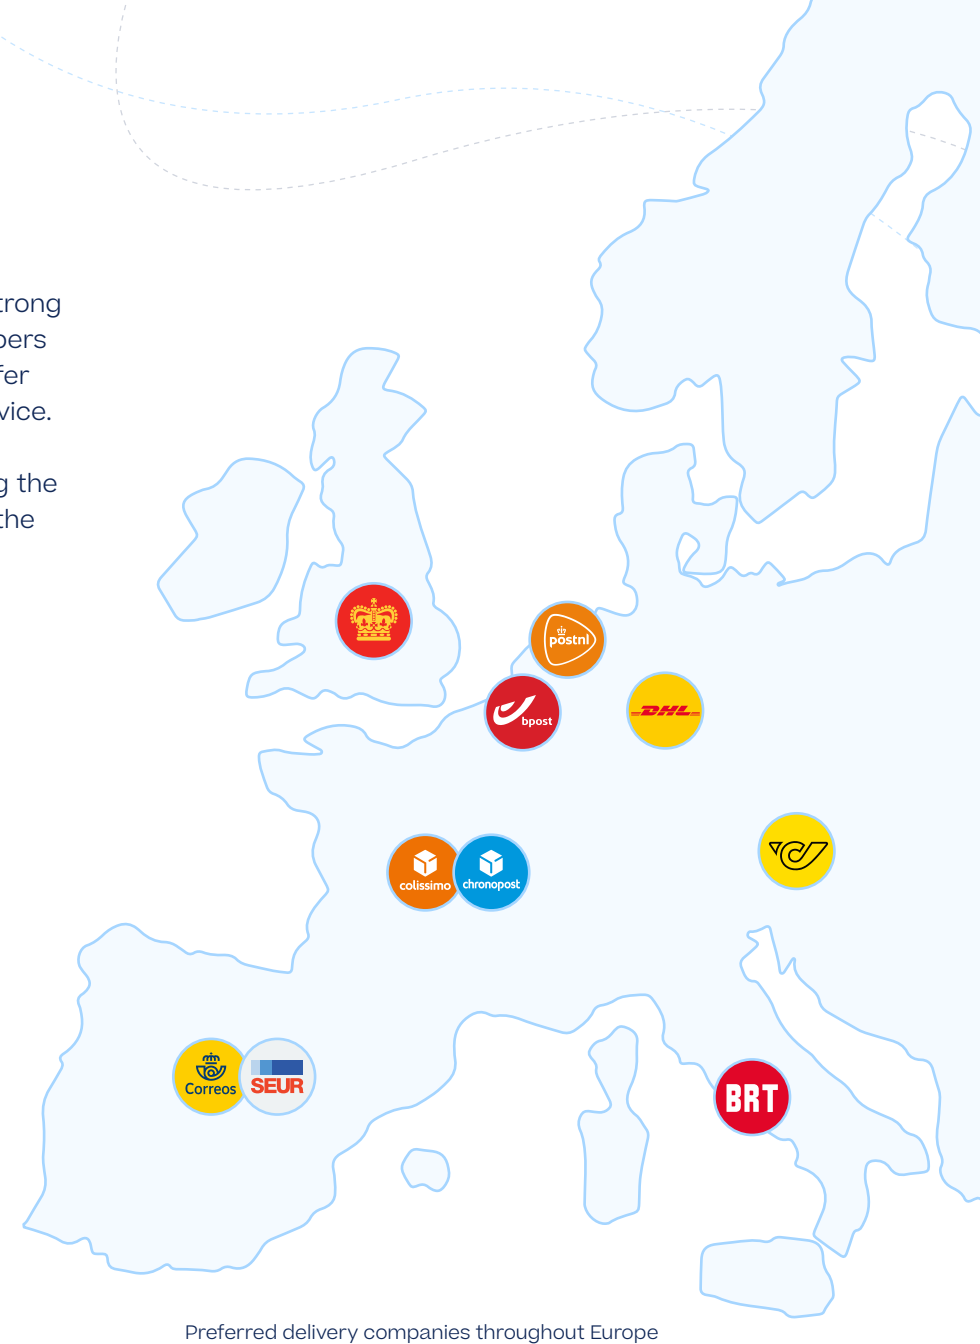 trong
pers
fer
vice.
g the
the
postnl
bpost
DHL
colissimo
chronopost
Correos
SEUR
BRT
Preferred delivery companies throughout Europe